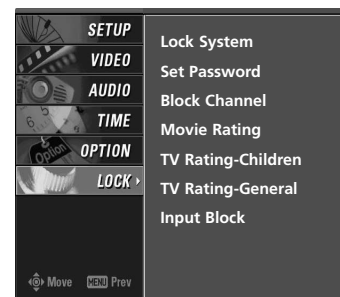 SETUP
VIDEO
AUDIO
TIME
OPTION
LOCK
Lock System
Set Password
Block Channel
Movie Rating
TV Rating-Children
TV Rating-General
Input Block
Move MENU Prev